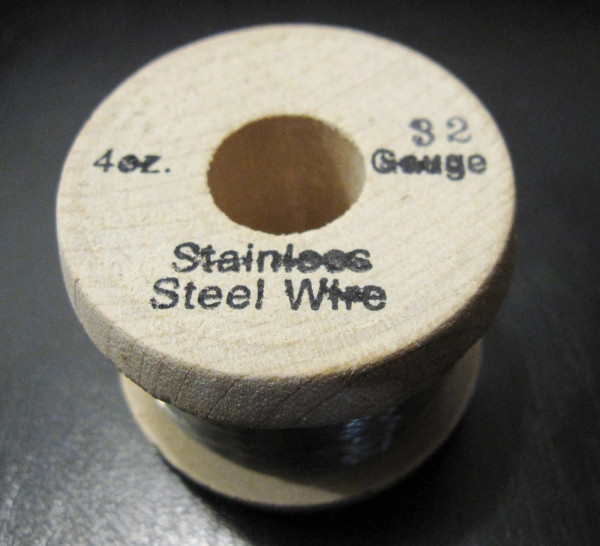 4oz.
32
Gauge
Stainless
Steel Wire